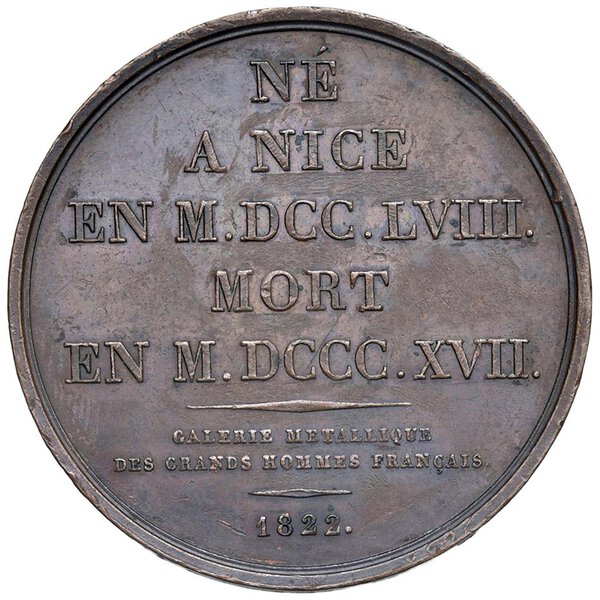 NÉ
A NICE
EN M.DCC.LVIII.
MORT
EN M.DCCC.XVII.
GALERIE METALLIQUE
DES GRANDS HOMMES FRANÇAIS
1822.